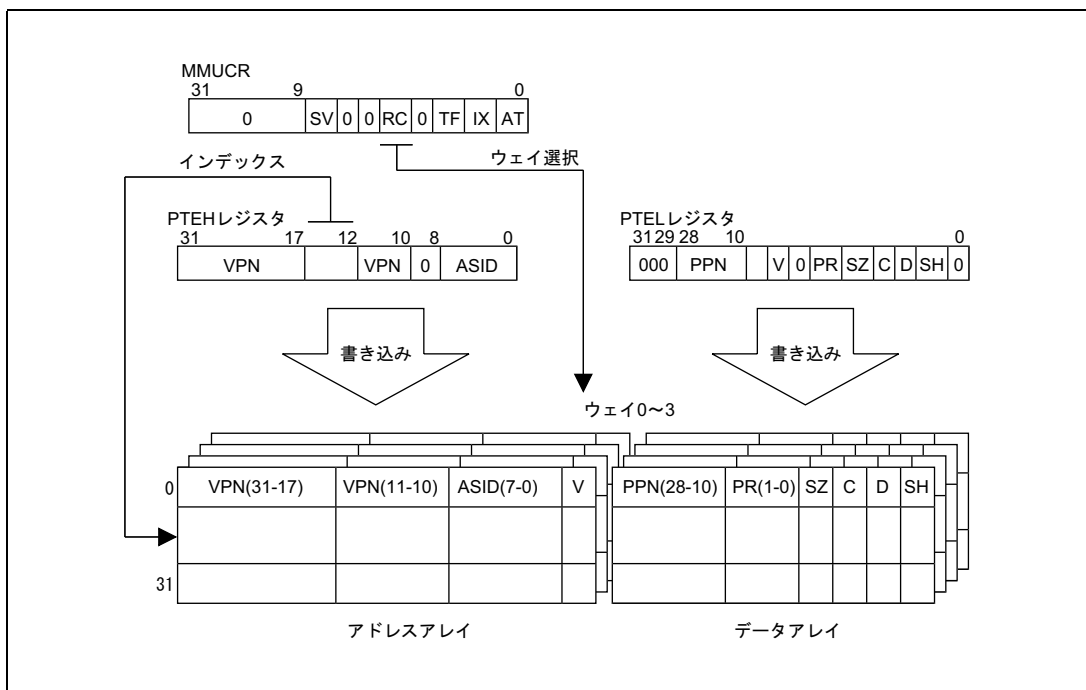 MMUCR
31 9 0
0 SV 0 0 RC 0 TF IX AT
インデックス ウェイ選択
PTEHレジスタ
31 17 12 10 8 0
VPN VPN 0 ASID
PTELレジスタ
31 29 28 10 0
000 PPN V 0 PR SZ C D SH 0
書き込み 書き込み
ウェイ0～3
0 VPN(31-17) VPN(11-10) ASID(7-0) V PPN(28-10) PR(1-0) SZ C D SH
31
アドレスアレイ データアレイ